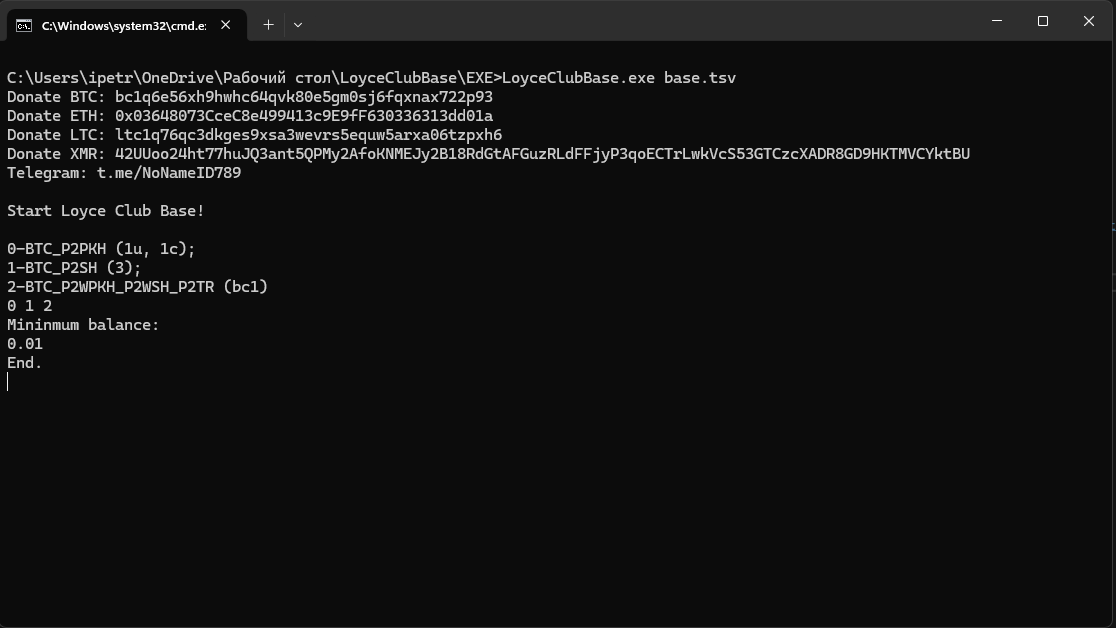 C:\Windows\system32\cmd.e:
C:\Users\ipetr\OneDrive\Рабочий стол\LoyceClubBase\EXE>LoyceClubBase.exe base.tsv
Donate BTC: bc1q6e56xh9hwhc64qvk80e5gm0sj6fqxnax722p93
Donate ETH: 0x03648073CceC8e499413c9E9fF630336313dd01a
Donate LTC: ltc1q76qc3dkges9xsa3wevrs5equw5arxa06tzpxh6
Donate XMR: 42UUoo24ht77huJQ3ant5QPMy2AfoKNMEJy2B18RdGtAFGuzRLdFFjyP3qoECTrLwkVcS53GTCzcXADR8GD9HKTMVCYktBU
Telegram: t.me/NoNameID789
Start Loyce Club Base!
0-BTC_P2PKH (1u, 1c);
1-BTC_P2SH (3);
2-BTC_P2WPKH_P2WSH_P2TR (bc1)
0 1 2
Mininmum balance:
0.01
End.